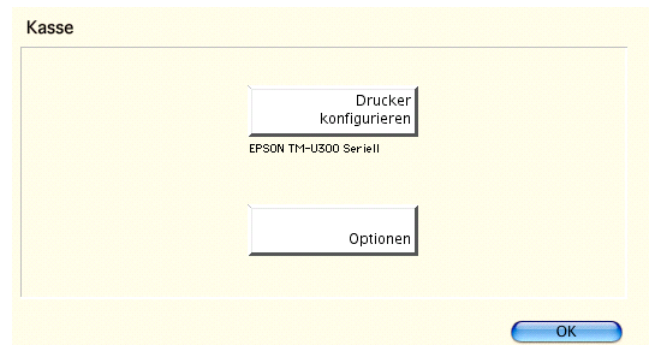 Kasse
Drucker
konfigurieren
EPSON TM-U300 Seriell
Optionen
OK